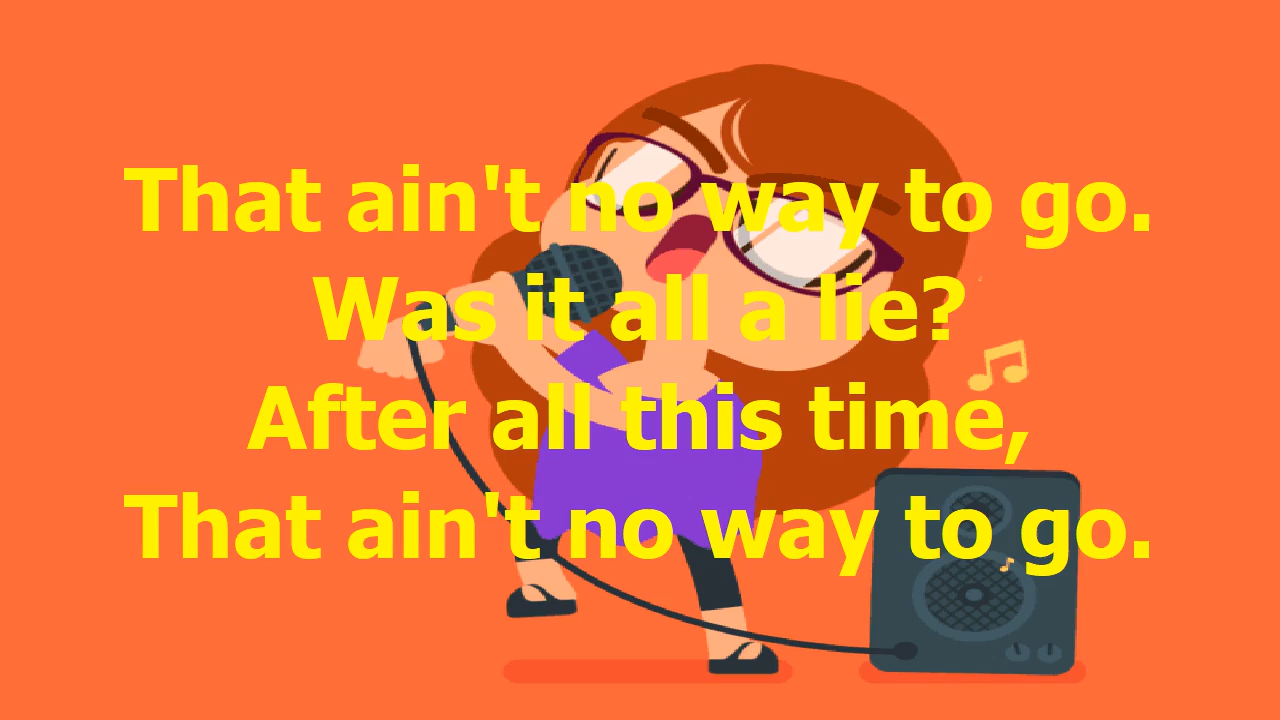 That ain't no way to go.
Was it all a lie?
After all this time,
That ain't no way to go.